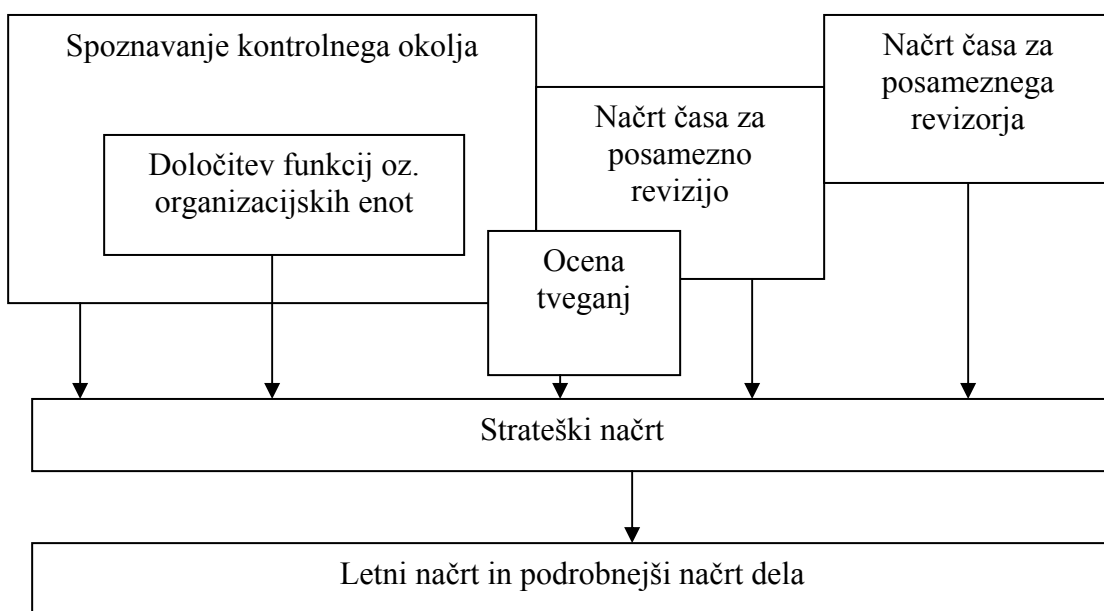 Spoznavanje kontrolnega okolja
Določitev funkcij oz.
organizacijskih enot
Ocena
tveganj
Načrt časa za
posamezno
revizijo
Načrt časa za
posameznega
revizorja
Strateški načrt
Letni načrt in podrobnejši načrt dela